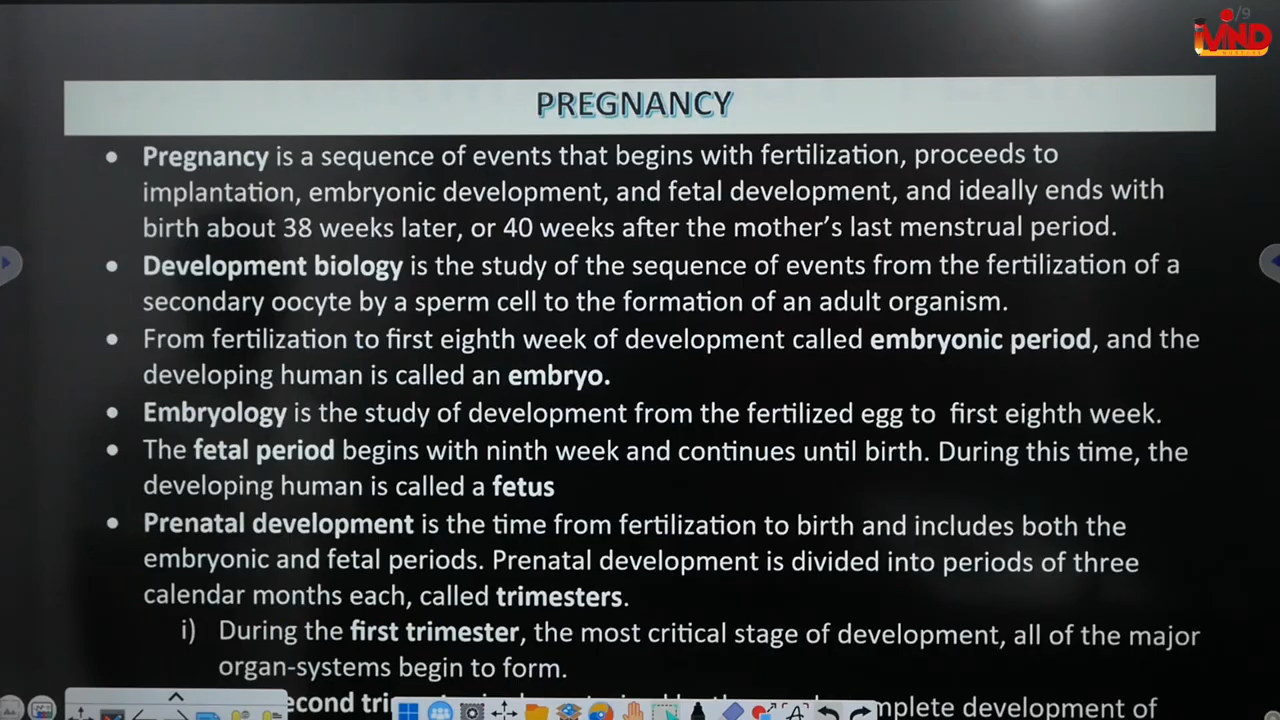 /9
iMIND
PREGNANCY
• Pregnancy is a sequence of events that begins with fertilization, proceeds to
implantation, embryonic development, and fetal development, and ideally ends with
birth about 38 weeks later, or 40 weeks after the mother's last menstrual period.
• Development biology is the study of the sequence of events from the fertilization of a
secondary oocyte by a sperm cell to the formation of an adult organism.
• From fertilization to first eighth week of development called embryonic period, and the
developing human is called an embryo.
• Embryology is the study of development from the fertilized egg to first eighth week.
• The fetal period begins with ninth week and continues until birth. During this time, the
developing human is called a fetus
• Prenatal development is the time from fertilization to birth and includes both the
embryonic and fetal periods. Prenatal development is divided into periods of three
calendar months each, called trimesters.
i) During the first trimester, the most critical stage of development, all of the major
organ-systems begin to form.
development of